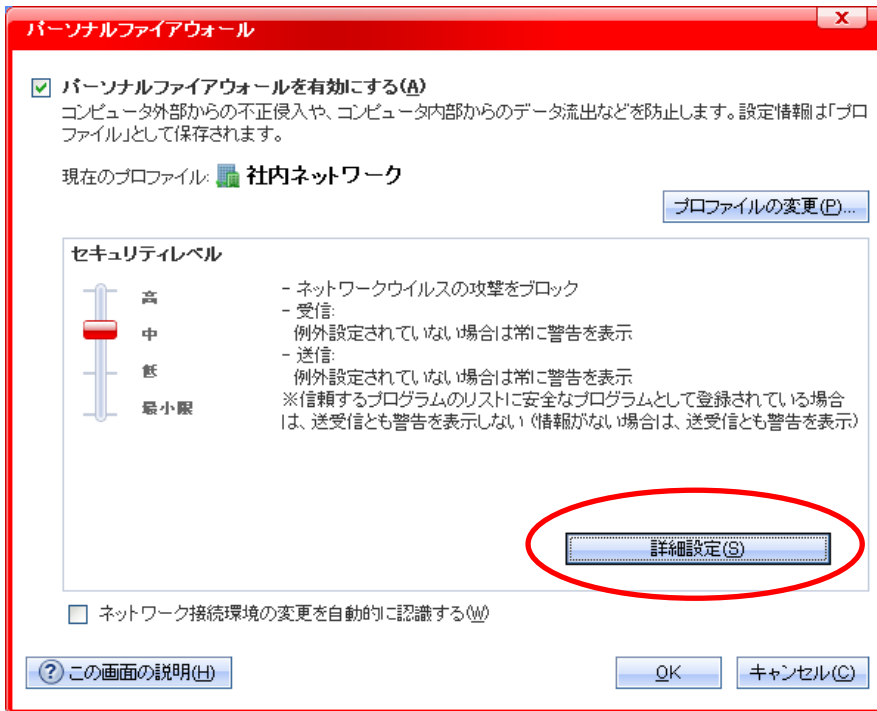 パーソナルファイアウォール
パーソナルファイアウォールを有効にする(A)
コンピュータ外部からの不正侵入や、コンピュータ内部からのデータ流出などを防止します。設定情報は「プロ
ファイル」として保存されます。
現在のプロファイル: 社内ネットワーク
プロファイルの変更(P)...
セキュリティレベル
高
中
低
最小限
- ネットワークウイルスの攻撃をブロック
- 受信:
例外設定されていない場合は常に警告を表示
- 送信:
例外設定されていない場合は常に警告を表示
※信頼するプログラムのリストに安全なプログラムとして登録されている場合
は、送受信とも警告を表示しない (情報がない場合は、送受信とも警告を表示)
詳細設定(S)
ネットワーク接続環境の変更を自動的に認識する(W)
この画面の説明(H)
OK
キャンセル(C)